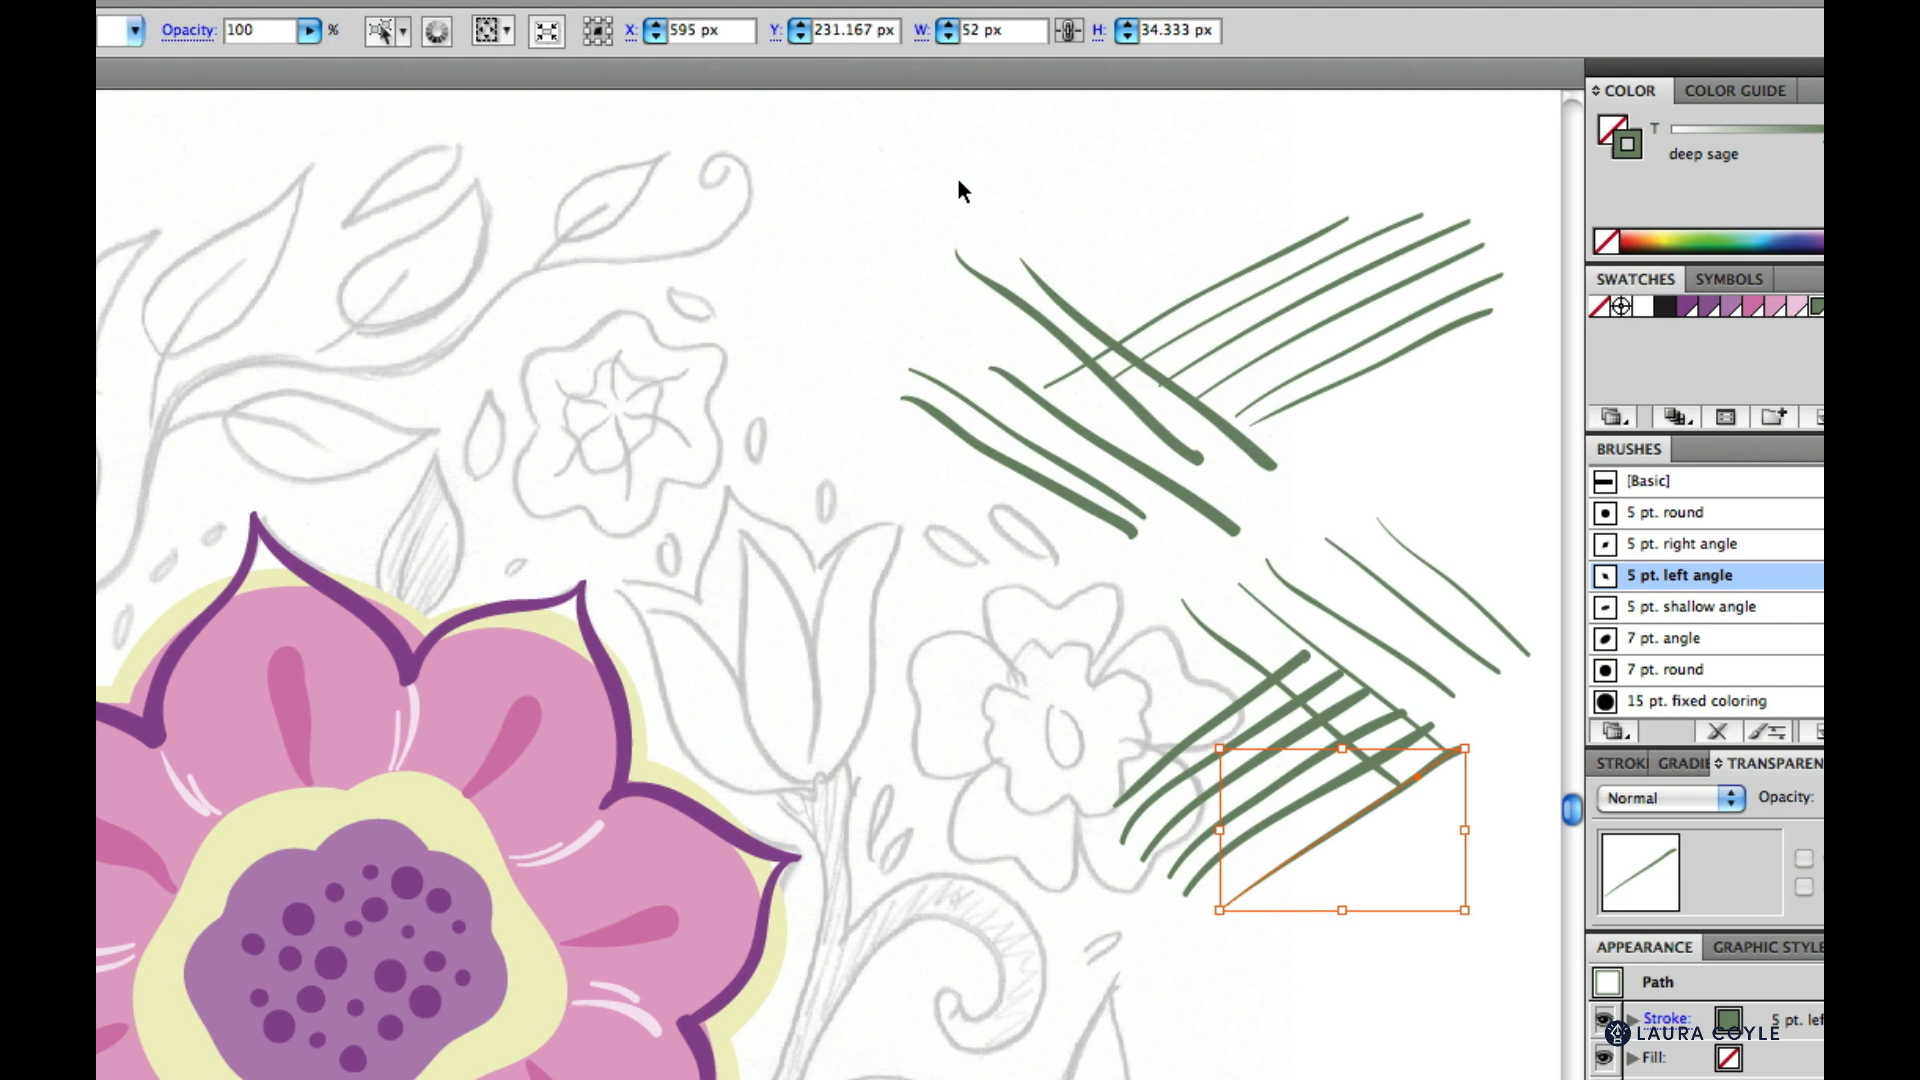 Opacity: 100 % X: 595 px Y: 231.167 px W: 52 px H: 34.333 px
COLOR COLOR GUIDE
T
deep sage
SWATCHES SYMBOLS
BRUSHES
[Basic]
5 pt. round
5 pt. right angle
5 pt. left angle
5 pt. shallow angle
7 pt. angle
7 pt. round
15 pt. fixed coloring
STROK GRADIE TRANSPAREN
Normal Opacity:
APPEARANCE GRAPHIC STYLE
Path
Stroke: 5 pt. lef
LAURA COYLE
Fill: